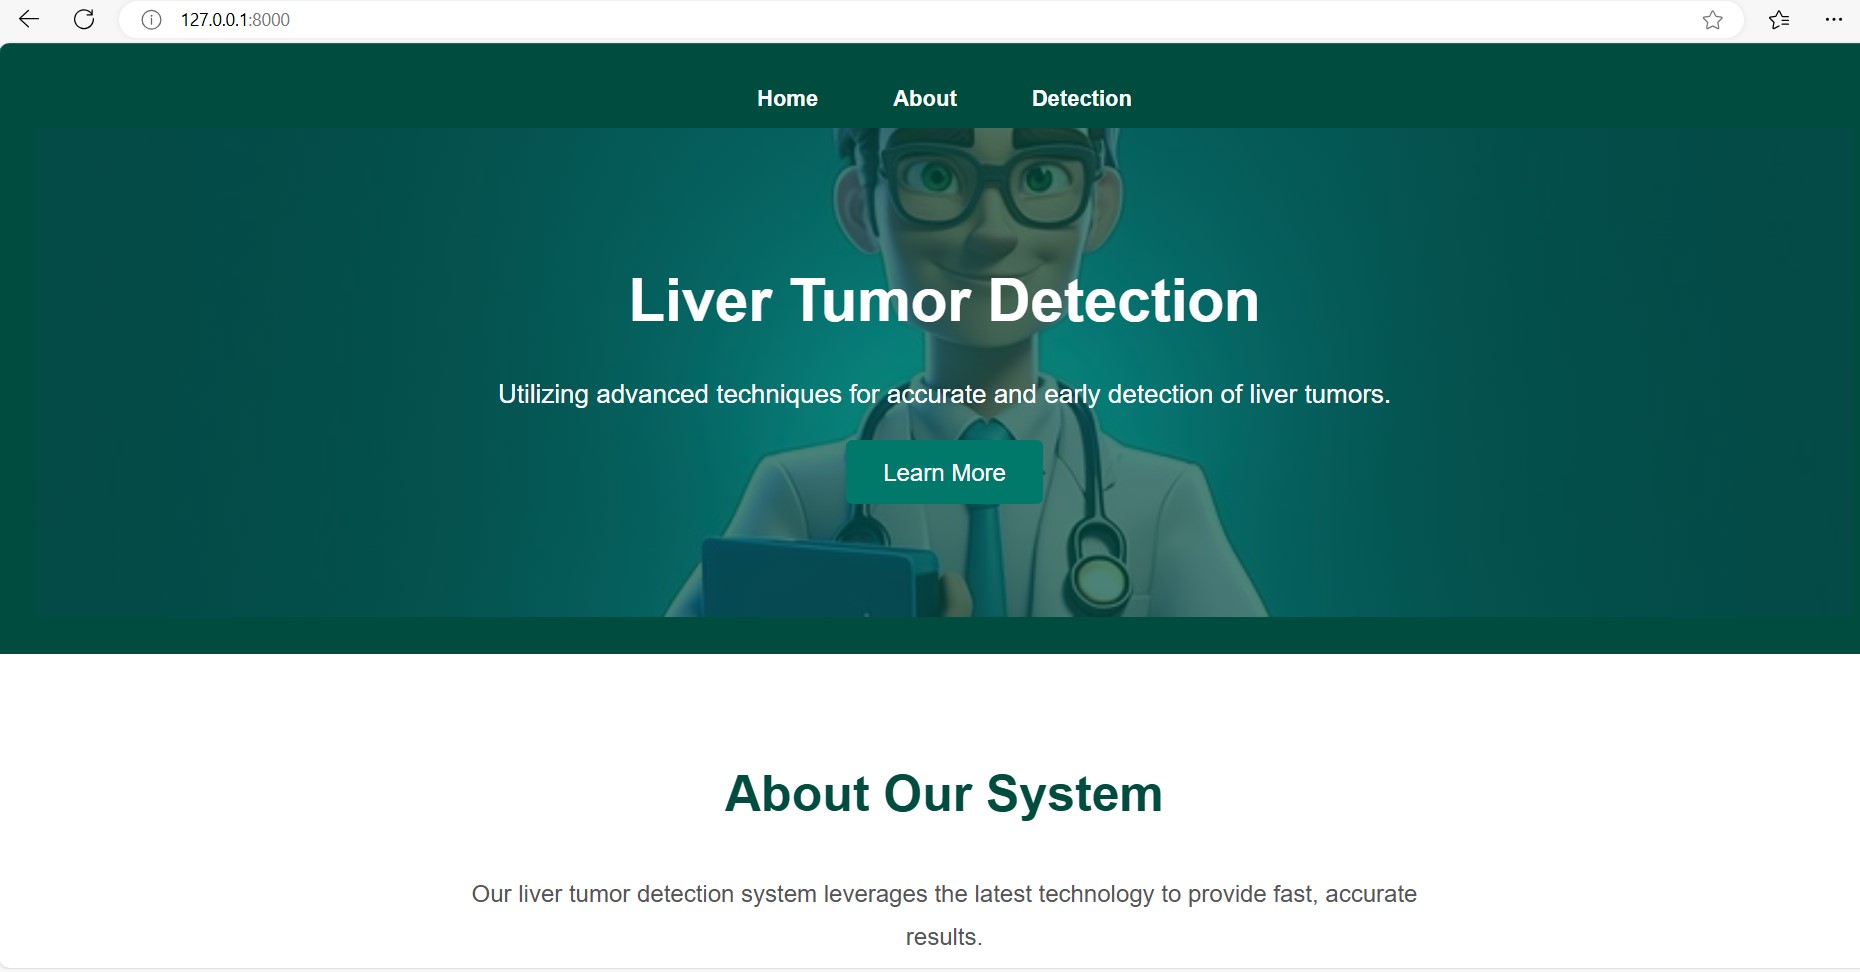 127.0.0.1:8000
Home About Detection
Liver Tumor Detection
Utilizing advanced techniques for accurate and early detection of liver tumors.
Learn More
About Our System
Our liver tumor detection system leverages the latest technology to provide fast, accurate
results.